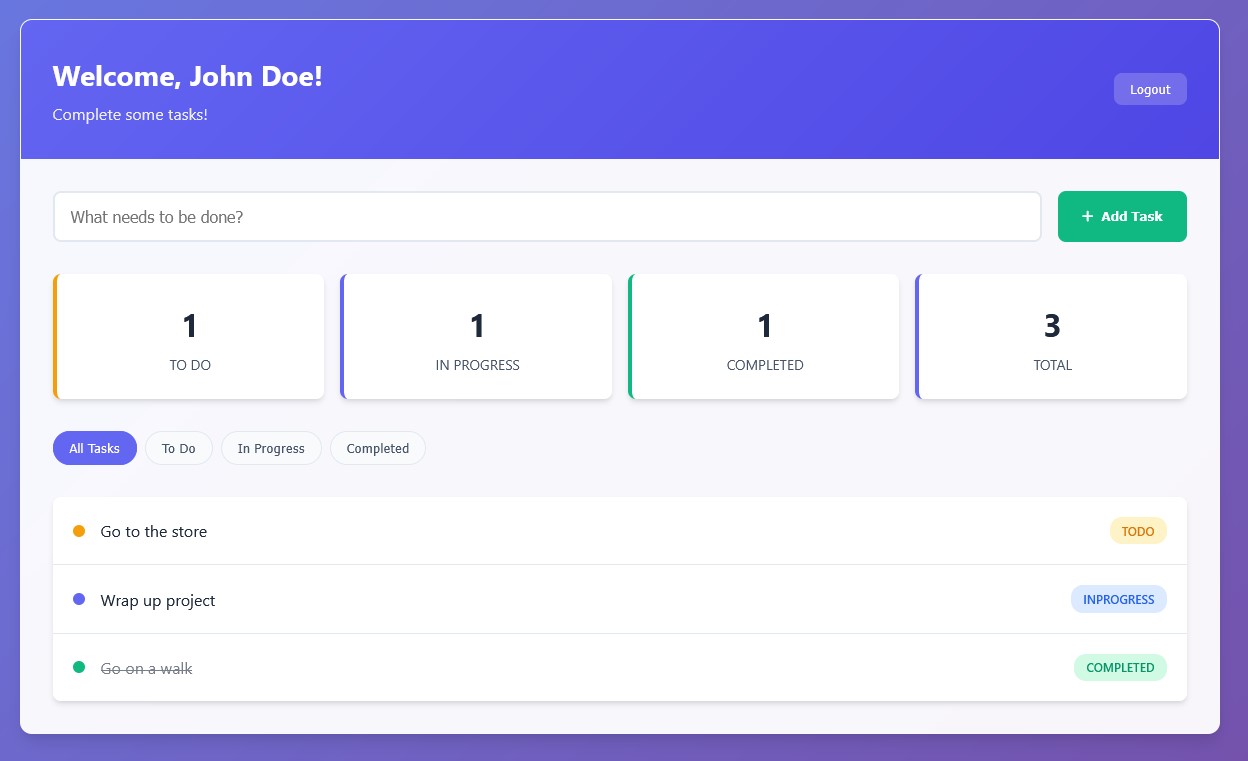 Welcome, John Doe!
Complete some tasks!
Logout
What needs to be done?
+ Add Task
1
TO DO
1
IN PROGRESS
1
COMPLETED
3
TOTAL
All Tasks
To Do
In Progress
Completed
Go to the store
TODO
Wrap up project
INPROGRESS
Go on a walk
COMPLETED